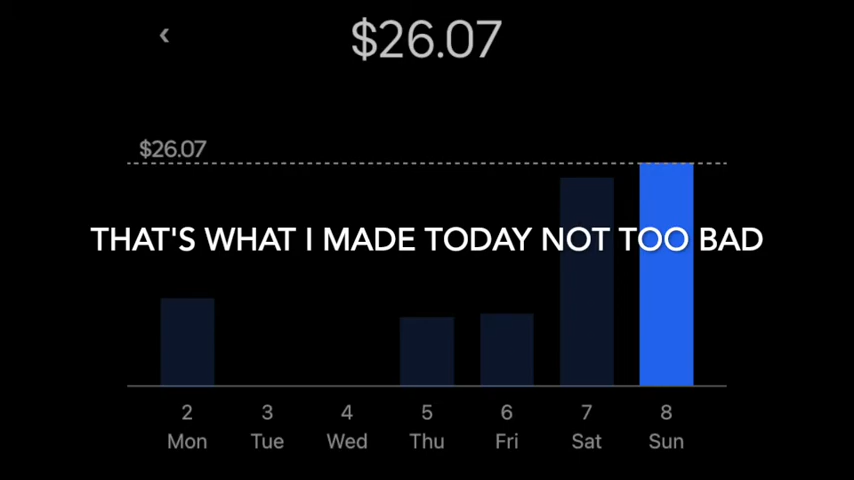 $26.07
$26.07
THAT'S WHAT I MADE TODAY NOT TOO BAD
2 3 4 5 6 7 8
Mon Tue Wed Thu Fri Sat Sun